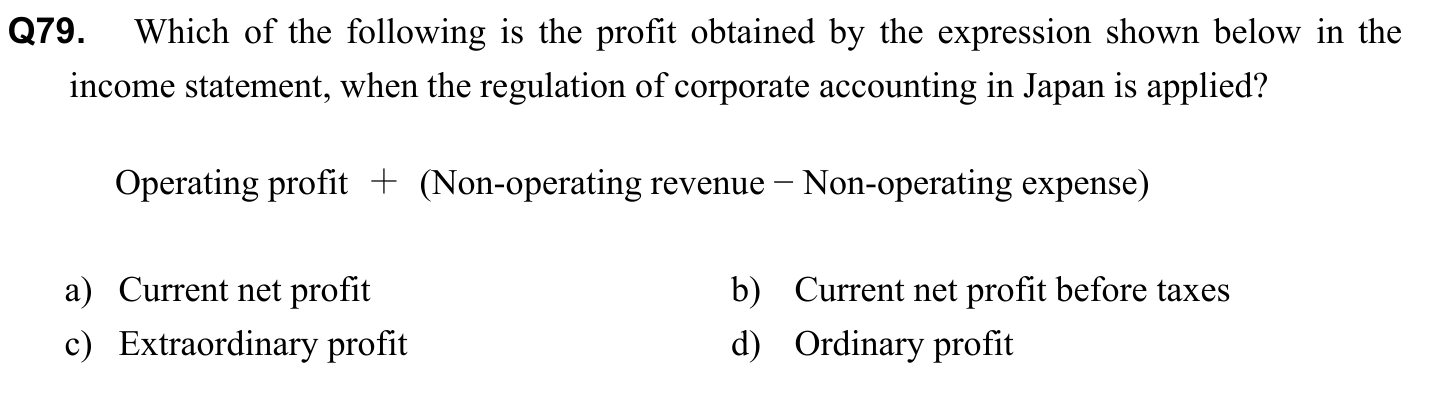 Q79. Which of the following is the profit obtained by the expression shown below in the
income statement, when the regulation of corporate accounting in Japan is applied?
Operating profit + (Non-operating revenue − Non-operating expense)
a) Current net profit b) Current net profit before taxes
c) Extraordinary profit d) Ordinary profit